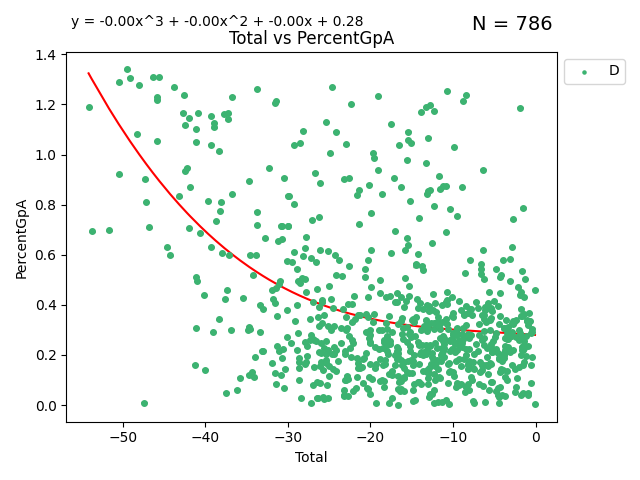 y = -0.00x^3 + -0.00x^2 + -0.00x + 0.28
N = 786
Total vs PercentGpA
D
PercentGpA
1.4
1.2
1.0
0.8
0.6
0.4
0.2
0.0
−50
−40
−30
−20
−10
0
Total